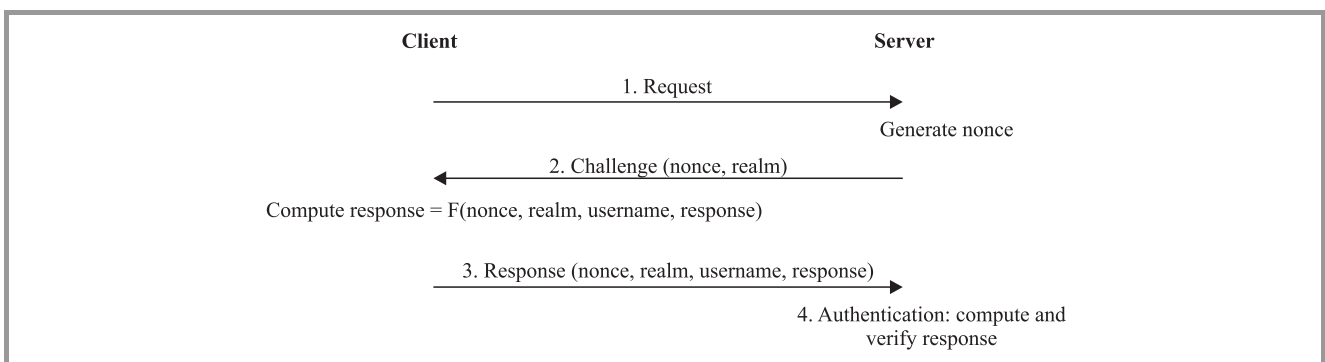 Client
Server
1. Request
Generate nonce
2. Challenge (nonce, realm)
Compute response = F(nonce, realm, username, response)
3. Response (nonce, realm, username, response)
4. Authentication: compute and
verify response